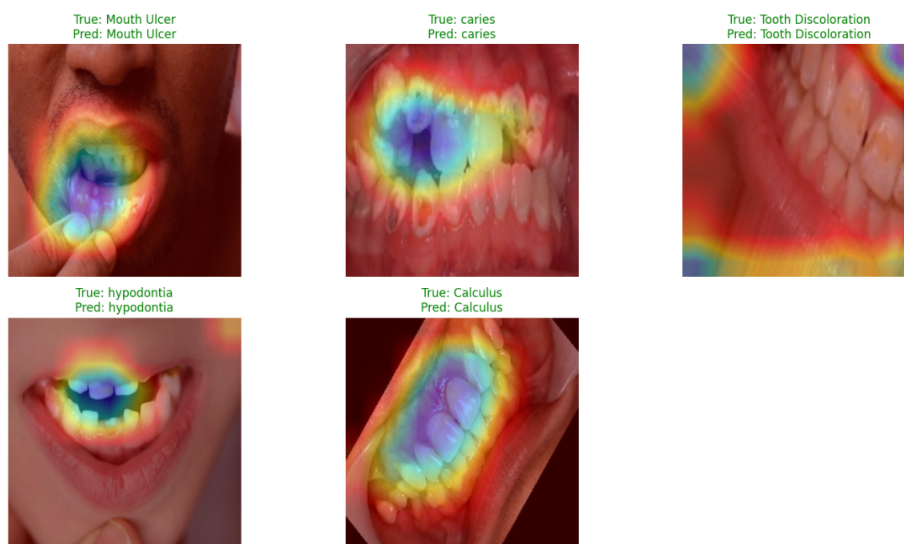 True: Mouth Ulcer
Pred: Mouth Ulcer
True: caries
Pred: caries
True: Tooth Discoloration
Pred: Tooth Discoloration
True: hypodontia
Pred: hypodontia
True: Calculus
Pred: Calculus